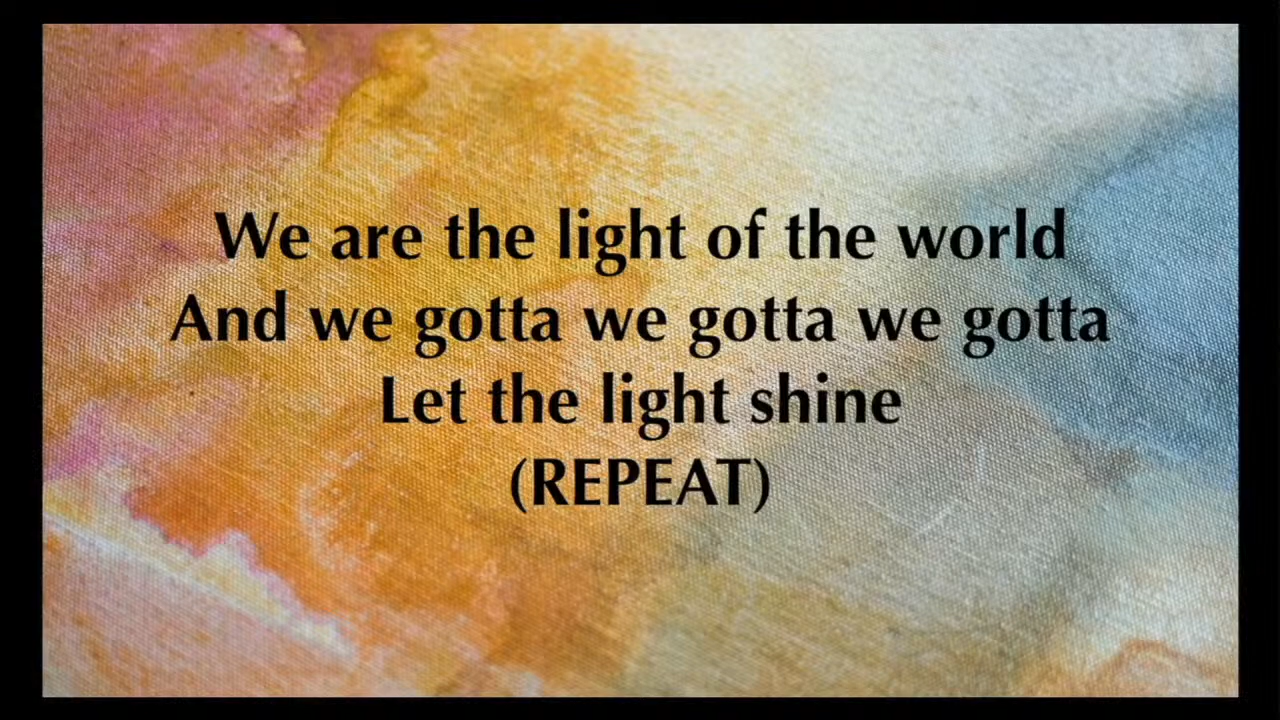 We are the light of the world
And we gotta we gotta we gotta
Let the light shine
(REPEAT)